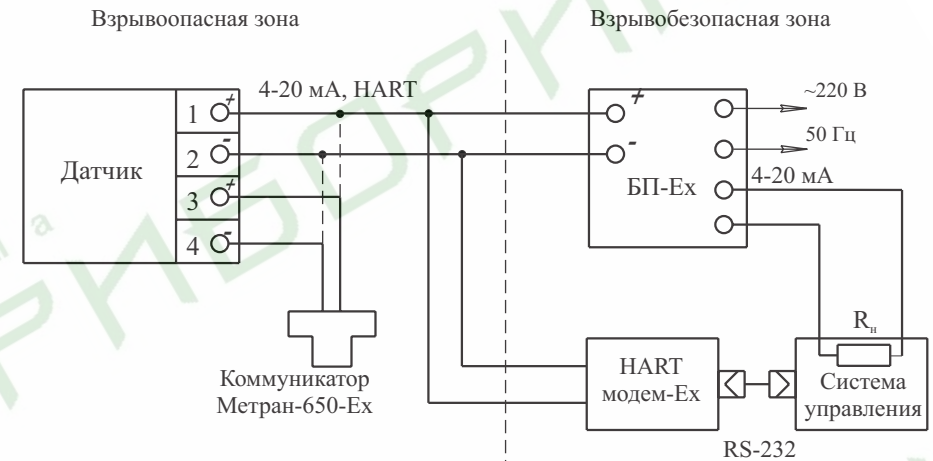 Взрывоопасная зона
Взрывобезопасная зона
4-20 мА, HART
Датчик
1 +
2 -
3 +
4 -
+
-
БП-Ex
~220 В
50 Гц
4-20 мА
Rн
Коммуникатор
Метран-650-Ex
HART
модем-Ex
Система
управления
RS-232